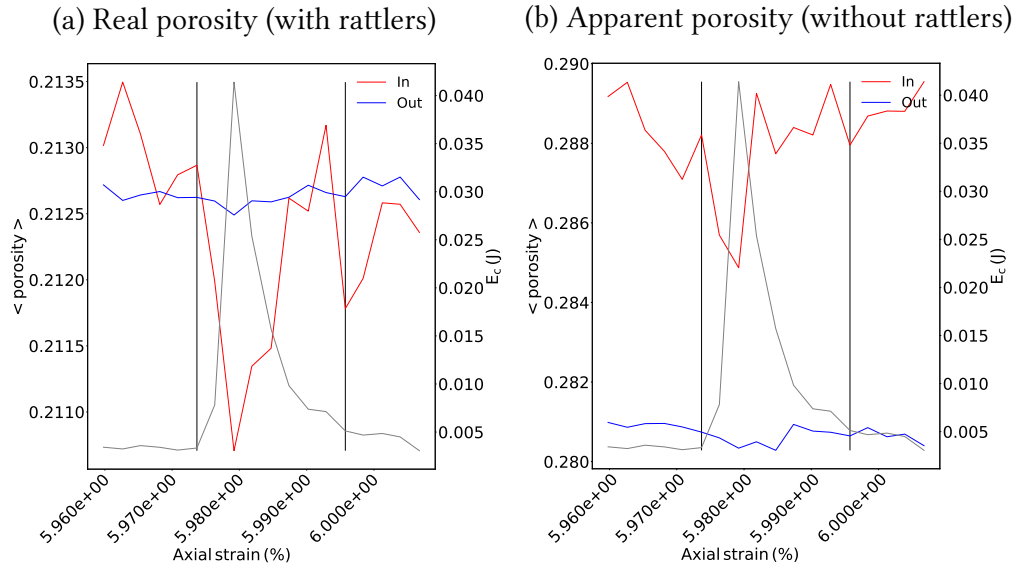 (a) Real porosity (with rattlers)
0.2135
0.2130
0.2125
0.2120
0.2115
0.2110
< porosity >
In
Out
0.040
0.035
0.030
0.025
0.020
0.015
0.010
0.005
E_c (J)
5.960e+00
5.970e+00
5.980e+00
5.990e+00
6.000e+00
Axial strain (%)
(b) Apparent porosity (without rattlers)
0.290
0.288
0.286
0.284
0.282
0.280
< porosity >
In
Out
0.040
0.035
0.030
0.025
0.020
0.015
0.010
0.005
E_c (J)
5.960e+00
5.970e+00
5.980e+00
5.990e+00
6.000e+00
Axial strain (%)